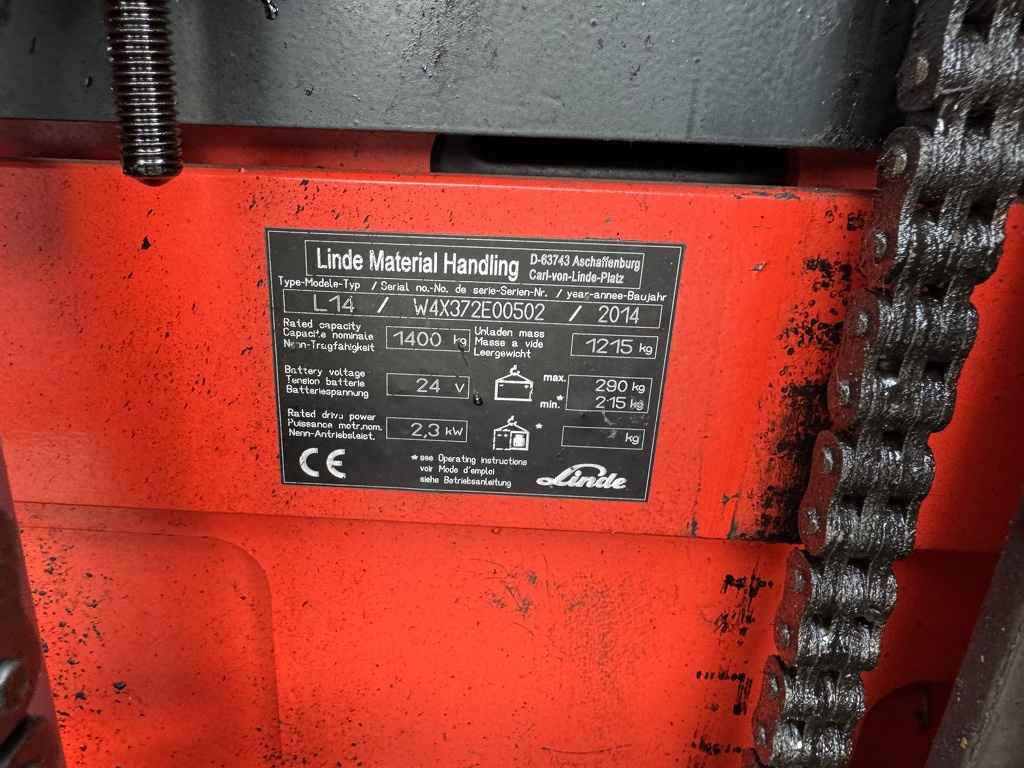 Linde Material Handling
D-63743 Aschaffenburg
Carl-von-Linde-Platz
Type-Modele-Typ / Serial no.-No. de serie-Serien-Nr. / year-annee-Baujahr
L14 / W4X372E00502 / 2014
Rated capacity
Capacite nominale
Nenn-Tragfahigkeit
1400 kg
Unladen mass
Masse a vide
Leergewicht
1215 kg
Battery voltage
Tension batterie
Batteriespannung
24 V
max. 290 kg
min. * 215 kg
Rated drive power
Puissance motr.nom.
Nenn-Antriebsleist.
2,3 kW
* kg
CE
* see Operating instructions
voir Mode d'emploi
siehe Betriebsanleitung
Linde